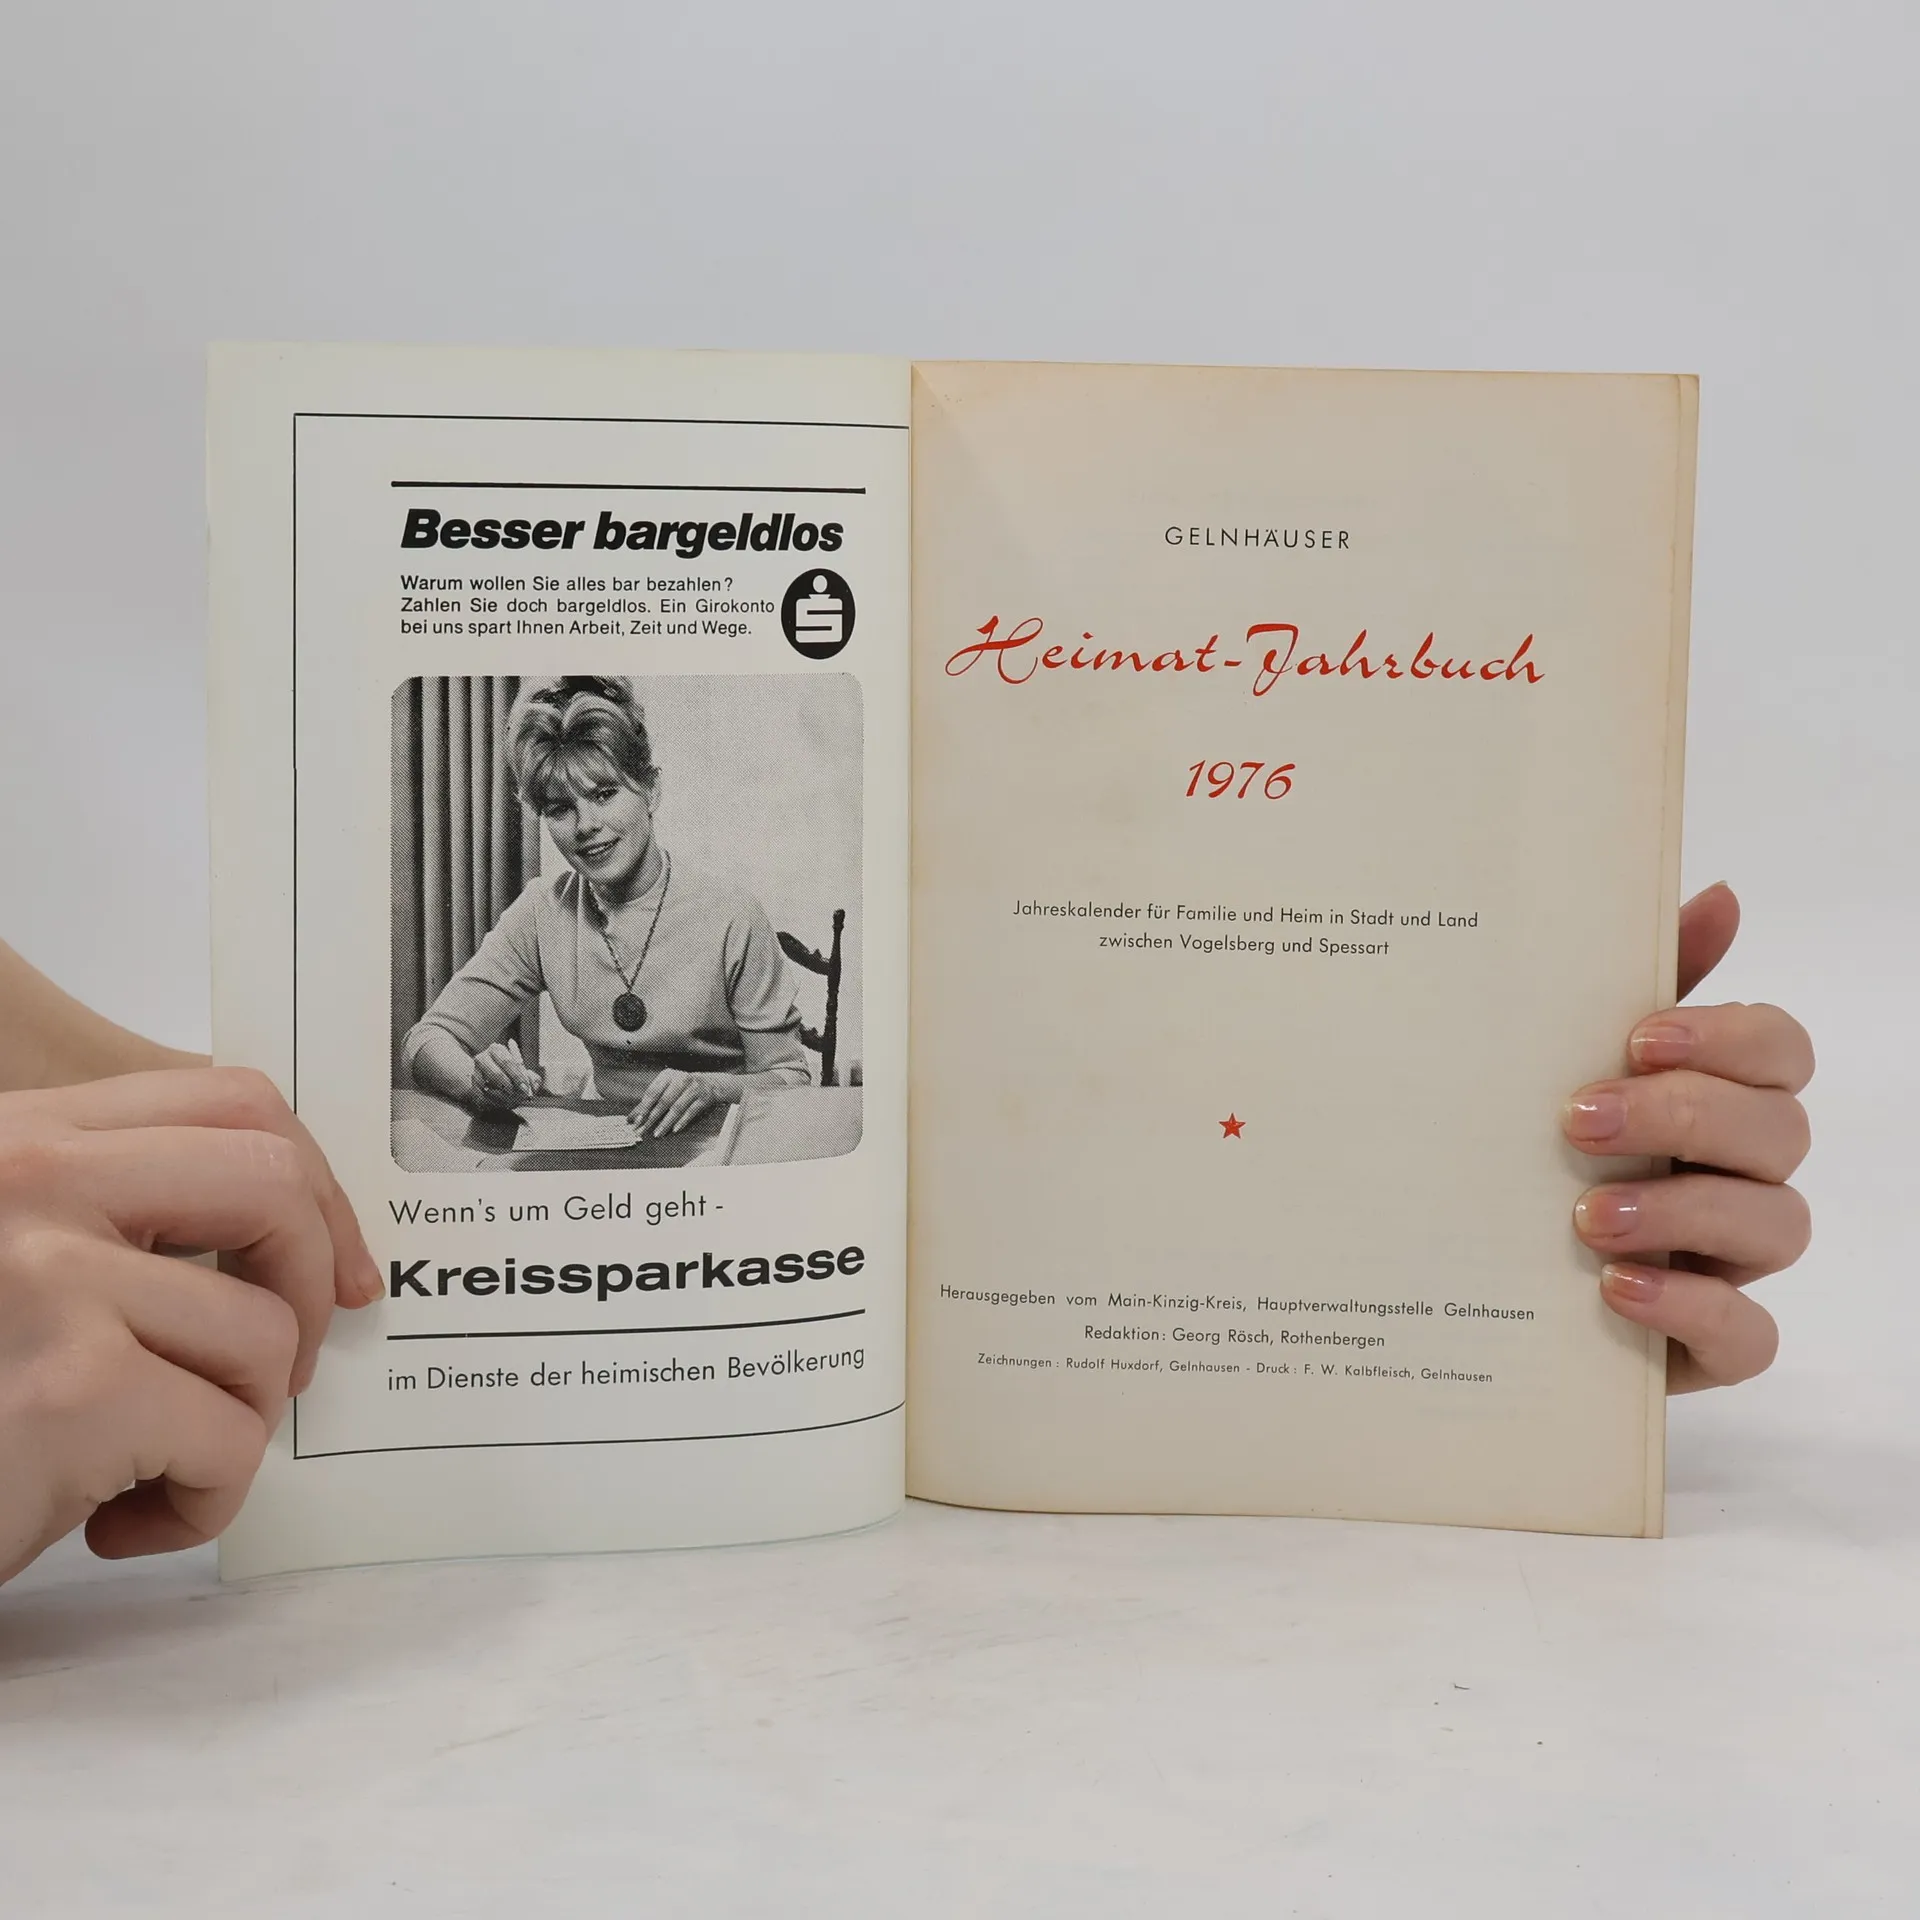 Besser bargeldlos
Warum wollen Sie alles bar bezahlen?
Zahlen Sie doch bargeldlos. Ein Girokonto
bei uns spart Ihnen Arbeit, Zeit und Wege.
Wenn's um Geld geht -
Kreissparkasse
im Dienste der heimischen Bevölkerung
GELNHÄUSER
Heimat-Jahrbuch
1976
Jahreskalender für Familie und Heim in Stadt und Land
zwischen Vogelsberg und Spessart
Herausgegeben vom Main-Kinzig-Kreis, Hauptverwaltungsstelle Gelnhausen
Redaktion: Georg Rösch, Rothenbergen
Zeichnungen: Rudolf Huxdorf, Gelnhausen - Druck: F. W. Kalbfleisch, Gelnhausen